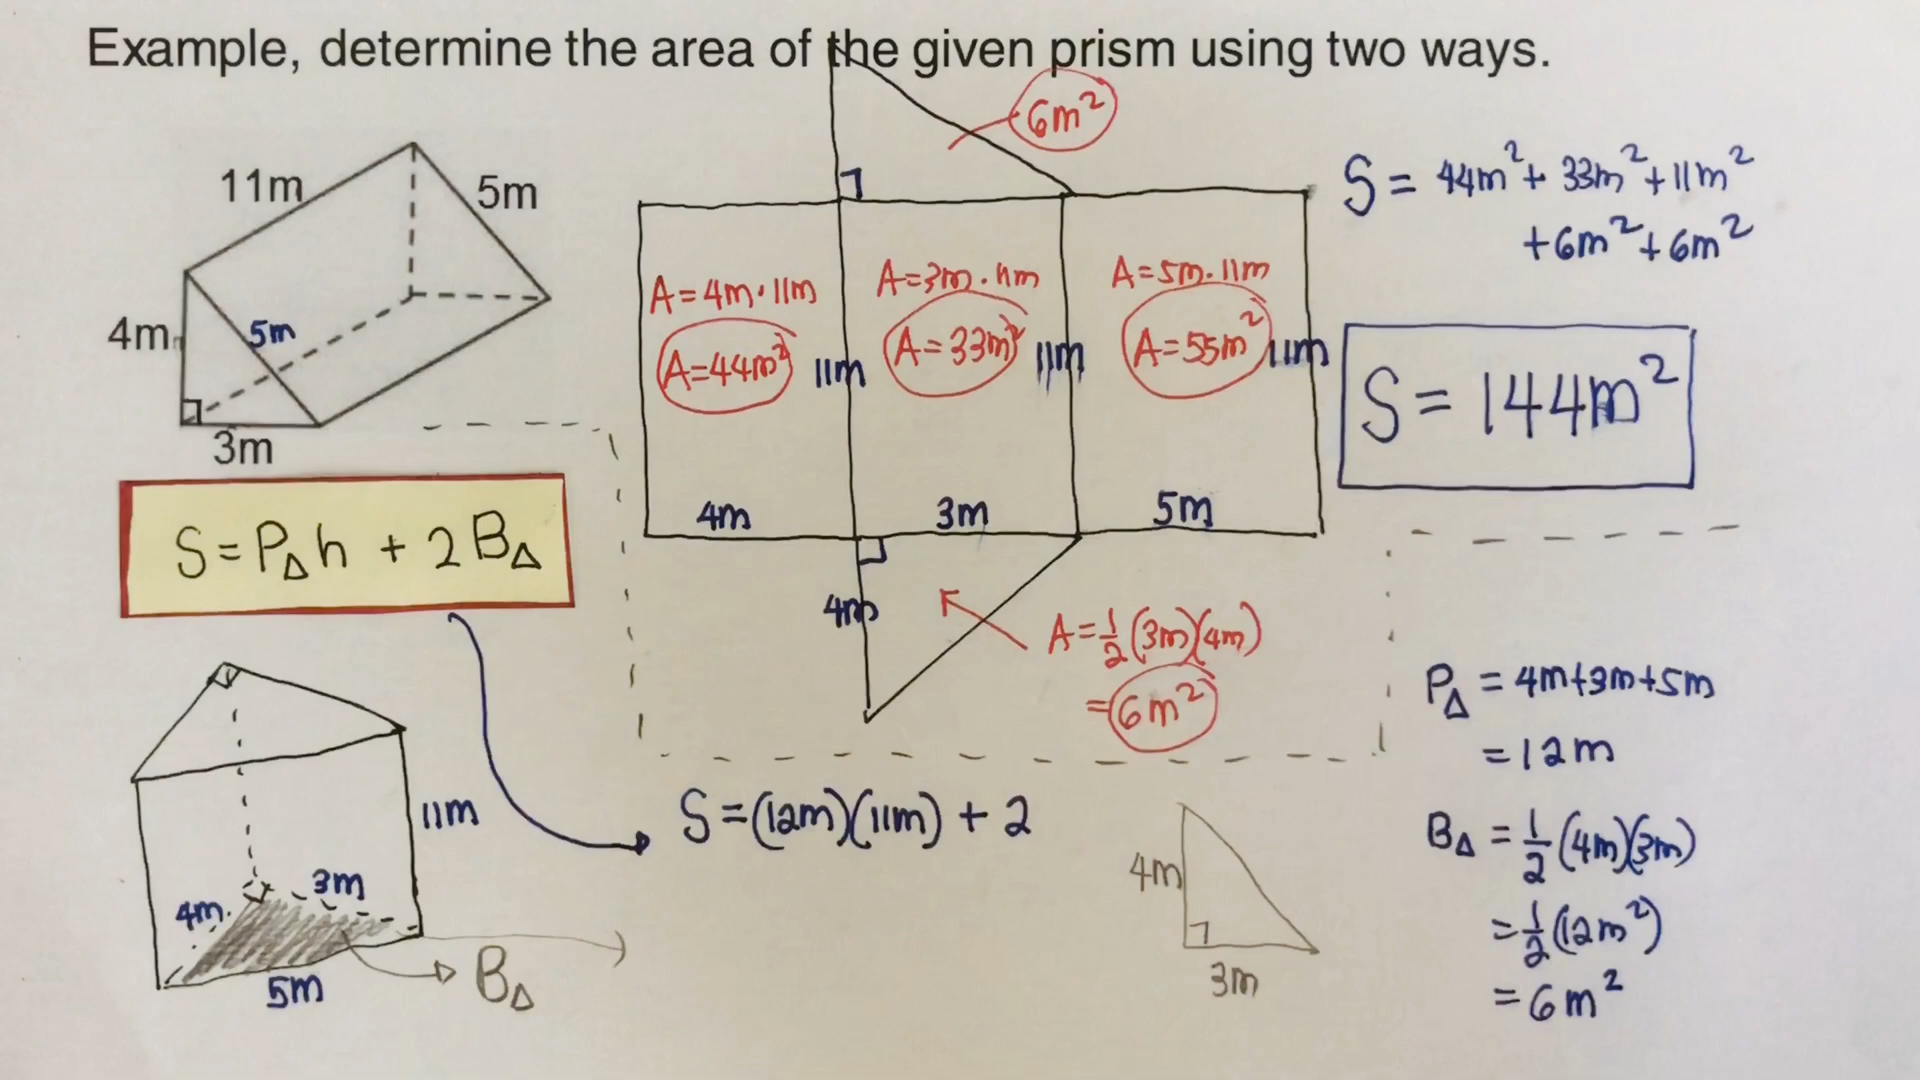 Example, determine the area of the given prism using two ways.
11m
5m
4m
5m
3m
S = P△h + 2B△
11m
4m
3m
5m
B△
6m²
A=4m·11m
A=44m²
11m
4m
A=3m·11m
A=33m²
11m
3m
A=5m·11m
A=55m²
11m
5m
4m
A=½(3m)(4m)
=6m²
S = 44m²+33m²+11m²
+6m²+6m²
S = 144m²
S=(12m)(11m) + 2
4m
3m
P△ = 4m+3m+5m
=12m
B△ = ½(4m)(3m)
=½(12m²)
=6m²